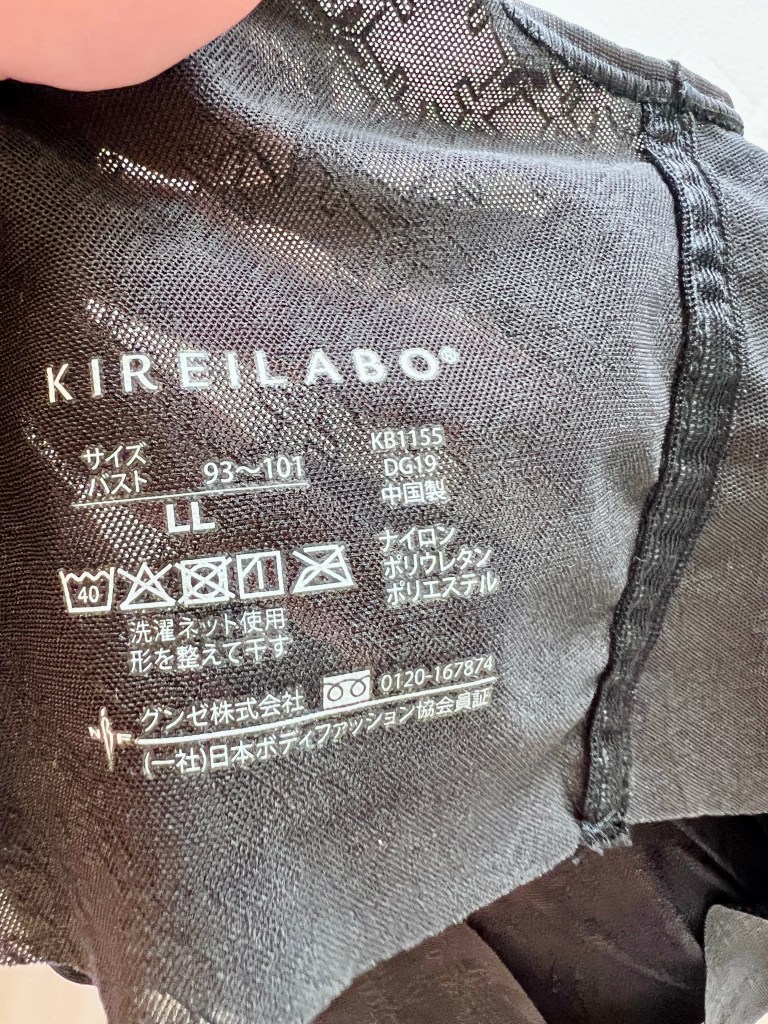 KIREILABO®
サイズ
バスト 93～101
LL
KB1155
DG19
中国製
ナイロン
ポリウレタン
ポリエステル
40
洗濯ネット使用
形を整えて干す
グンゼ株式会社 0120-167874
(一社)日本ボディファッション協会会員証